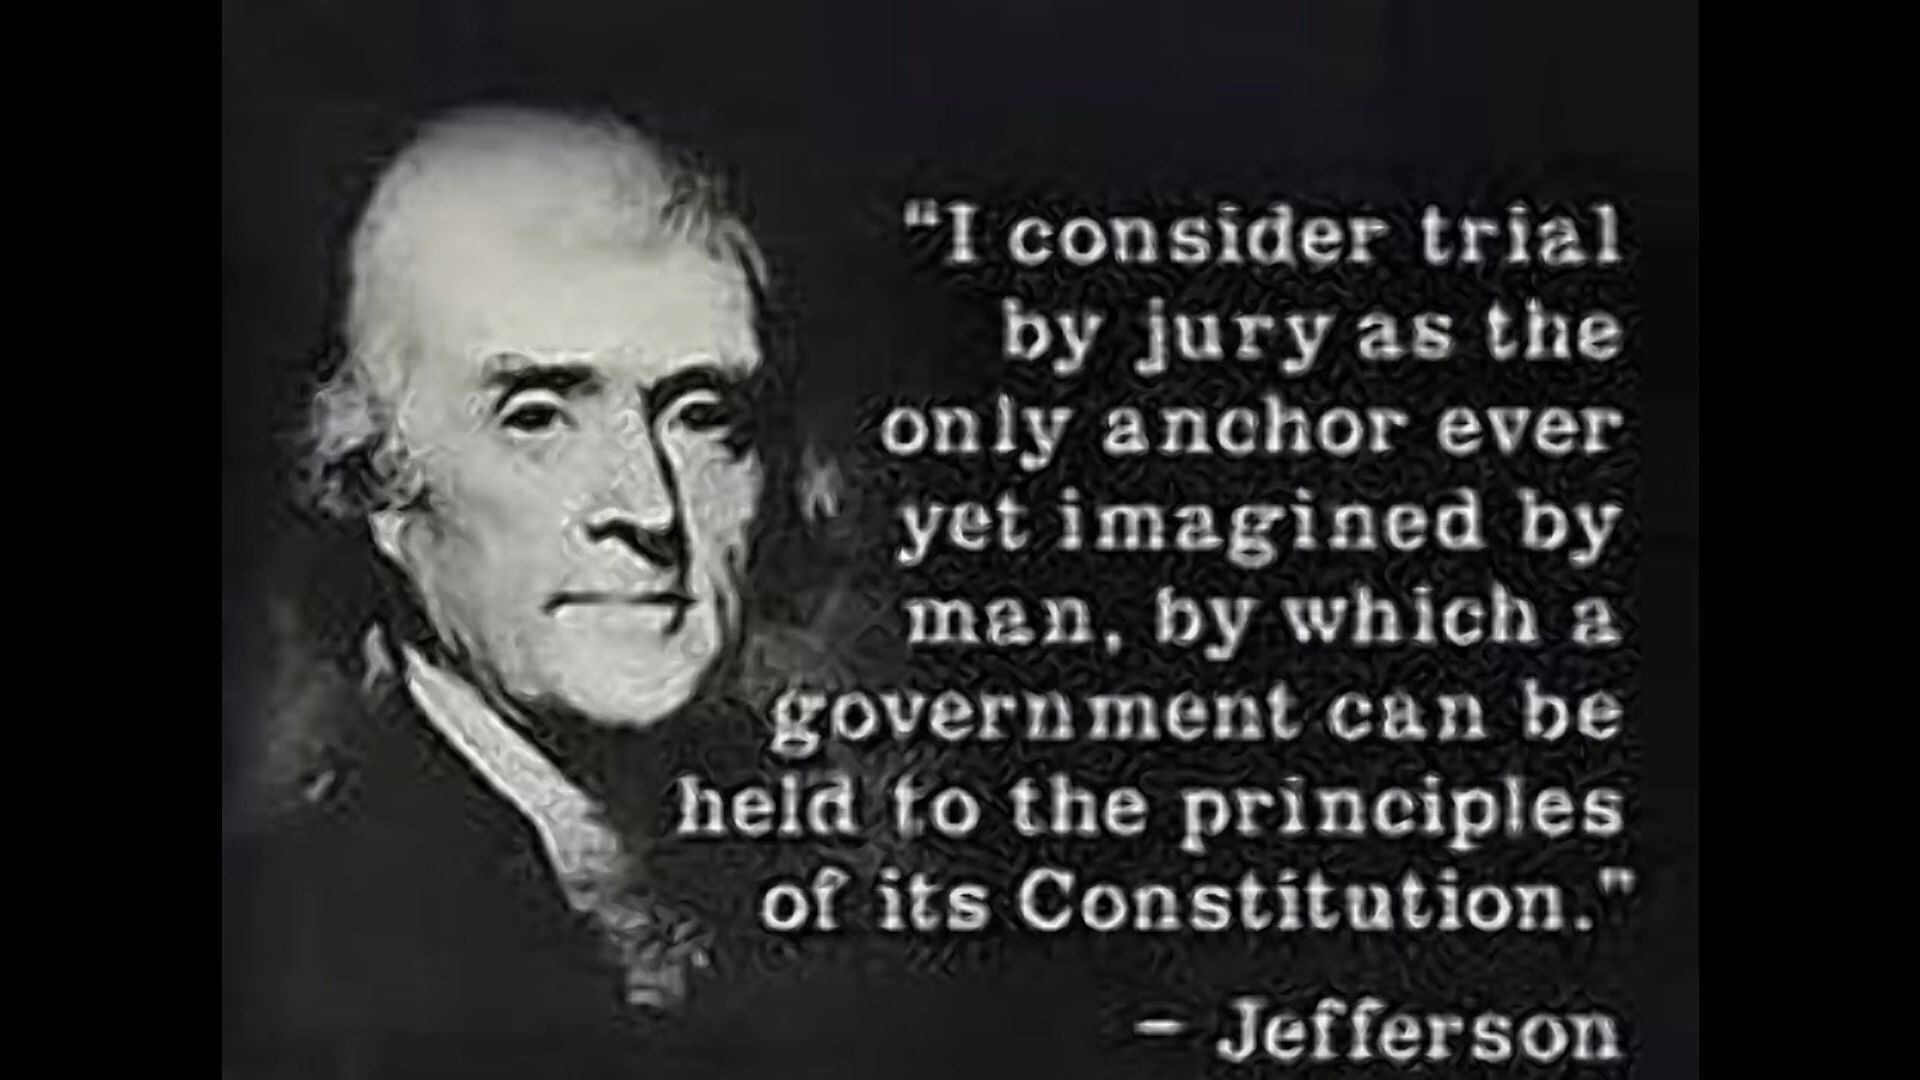 "I consider trial
by jury as the
only anchor ever
yet imagined by
man, by which a
government can be
held to the principles
of its Constitution."
– Jefferson